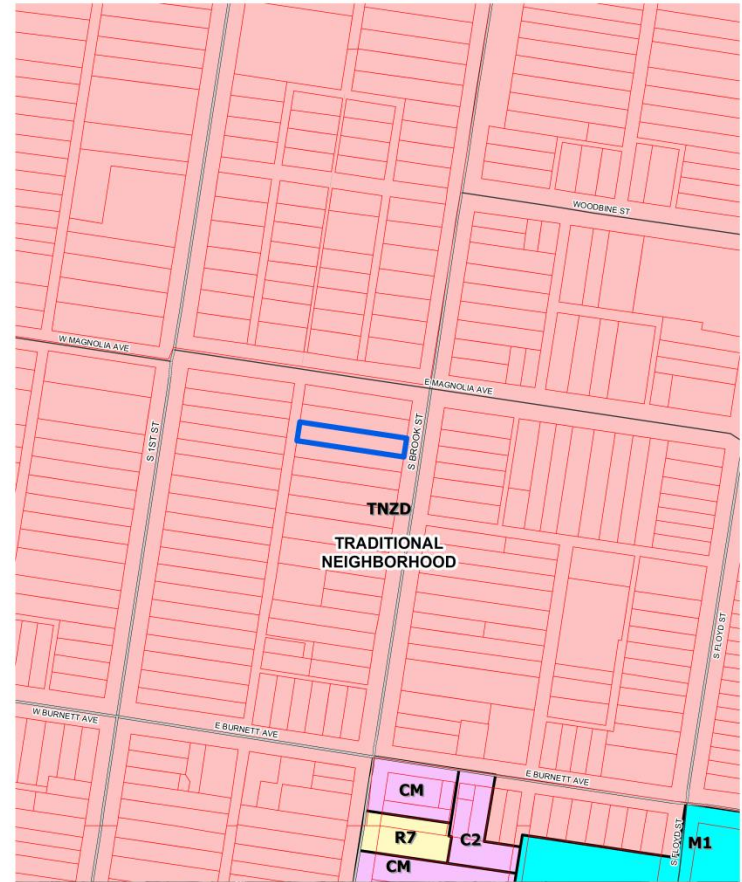 WOODBINE ST
W MAGNOLIA AVE
E MAGNOLIA AVE
S 1ST ST
S BROOK ST
TNZD
TRADITIONAL
NEIGHBORHOOD
S FLOYD ST
W BURNETT AVE
E BURNETT AVE
E BURNETT AVE
CM
R7
C2
S FLOYD ST
M1
CM